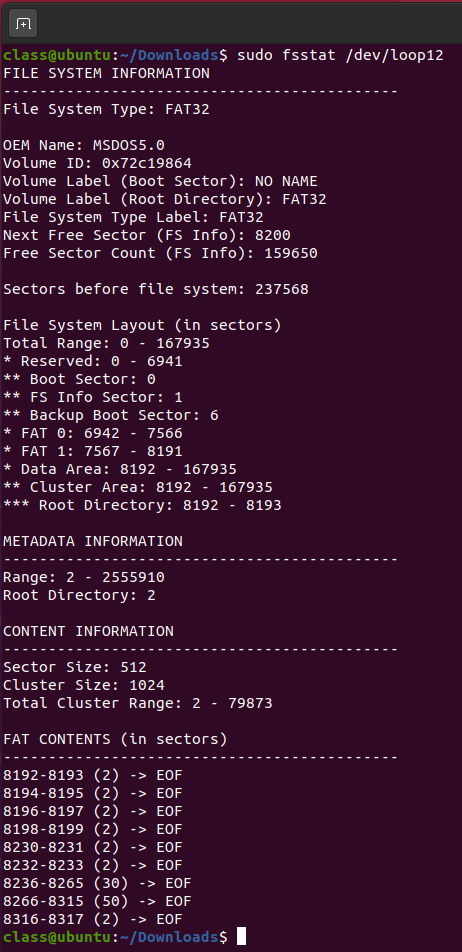 class@ubuntu:~/Downloads$ sudo fsstat /dev/loop12
FILE SYSTEM INFORMATION
--------------------------------------------
File System Type: FAT32
OEM Name: MSDOS5.0
Volume ID: 0x72c19864
Volume Label (Boot Sector): NO NAME
Volume Label (Root Directory): FAT32
File System Type Label: FAT32
Next Free Sector (FS Info): 8200
Free Sector Count (FS Info): 159650
Sectors before file system: 237568
File System Layout (in sectors)
Total Range: 0 - 167935
* Reserved: 0 - 6941
** Boot Sector: 0
** FS Info Sector: 1
** Backup Boot Sector: 6
* FAT 0: 6942 - 7566
* FAT 1: 7567 - 8191
* Data Area: 8192 - 167935
** Cluster Area: 8192 - 167935
*** Root Directory: 8192 - 8193
METADATA INFORMATION
--------------------------------------------
Range: 2 - 2555910
Root Directory: 2
CONTENT INFORMATION
--------------------------------------------
Sector Size: 512
Cluster Size: 1024
Total Cluster Range: 2 - 79873
FAT CONTENTS (in sectors)
--------------------------------------------
8192-8193 (2) -> EOF
8194-8195 (2) -> EOF
8196-8197 (2) -> EOF
8198-8199 (2) -> EOF
8230-8231 (2) -> EOF
8232-8233 (2) -> EOF
8236-8265 (30) -> EOF
8266-8315 (50) -> EOF
8316-8317 (2) -> EOF
class@ubuntu:~/Downloads$